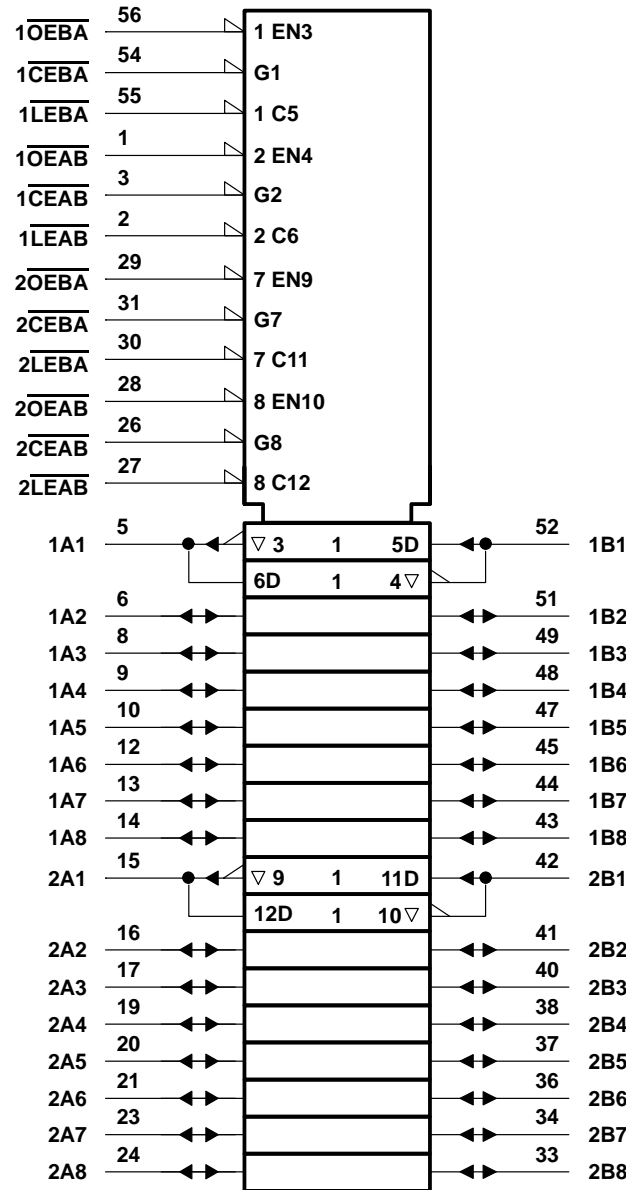 56
1OEBA 1 EN3
54
1CEBA G1
55
1LEBA 1 C5
1
1OEAB 2 EN4
3
1CEAB G2
2
1LEAB 2 C6
29
2OEBA 7 EN9
31
2CEBA G7
30
2LEBA 7 C11
28
2OEAB 8 EN10
26
2CEAB G8
27
2LEAB 8 C12
5 52
1A1 ▽ 3 1 5D 1B1
6D 1 4 ▽
6 51
1A2 1B2
8 49
1A3 1B3
9 48
1A4 1B4
10 47
1A5 1B5
12 45
1A6 1B6
13 44
1A7 1B7
14 43
1A8 1B8
15 42
2A1 ▽ 9 1 11D 2B1
12D 1 10 ▽
16 41
2A2 2B2
17 40
2A3 2B3
19 38
2A4 2B4
20 37
2A5 2B5
21 36
2A6 2B6
23 34
2A7 2B7
24 33
2A8 2B8